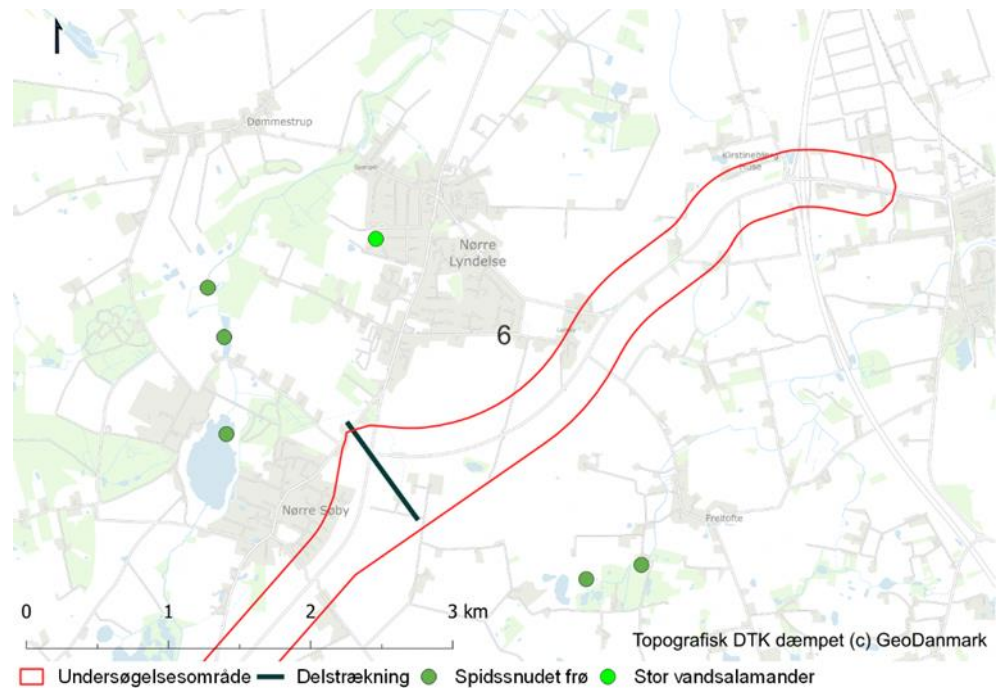 Dømmestrup
Nørre
Lyndelse
6
Nørre Søby
Freltofte
0 1 2 3 km
Topografisk DTK dæmpet (c) GeoDanmark
Undersøgelsesområde Delstrækning Spidssnudet frø Stor vandsalamander